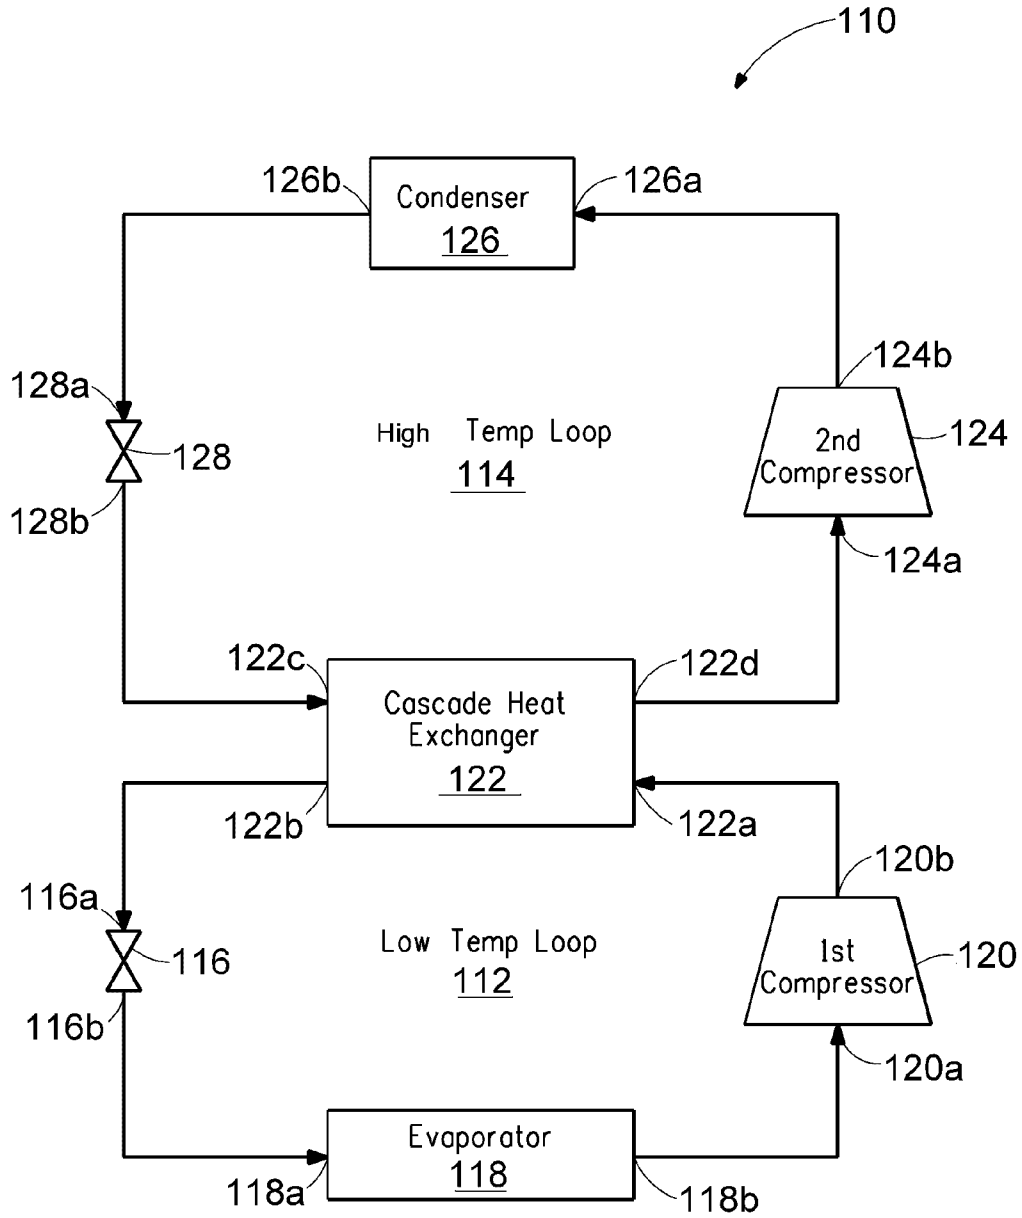 110
126b
Condenser
126
126a
128a
128
128b
High Temp Loop
114
124b
2nd
Compressor
124
124a
122c
Cascade Heat
Exchanger
122
122d
122b
122a
116a
116
116b
Low Temp Loop
112
120b
1st
Compressor
120
120a
118a
Evaporator
118
118b